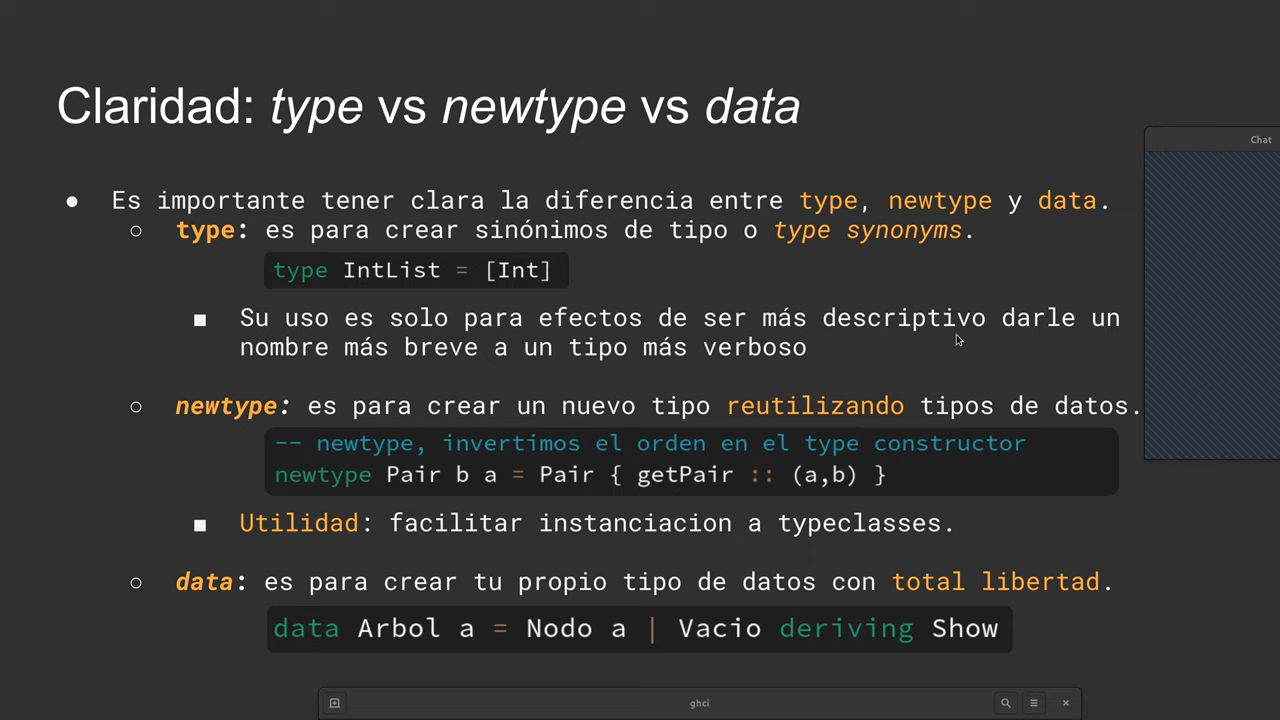 Claridad: type vs newtype vs data
Chat
● Es importante tener clara la diferencia entre type, newtype y data.
○ type: es para crear sinónimos de tipo o type synonyms.
type IntList = [Int]
■ Su uso es solo para efectos de ser más descriptivo darle un
nombre más breve a un tipo más verboso
○ newtype: es para crear un nuevo tipo reutilizando tipos de datos.
-- newtype, invertimos el orden en el type constructor
newtype Pair b a = Pair { getPair :: (a,b) }
■ Utilidad: facilitar instanciacion a typeclasses.
○ data: es para crear tu propio tipo de datos con total libertad.
data Arbol a = Nodo a | Vacio deriving Show
ghci